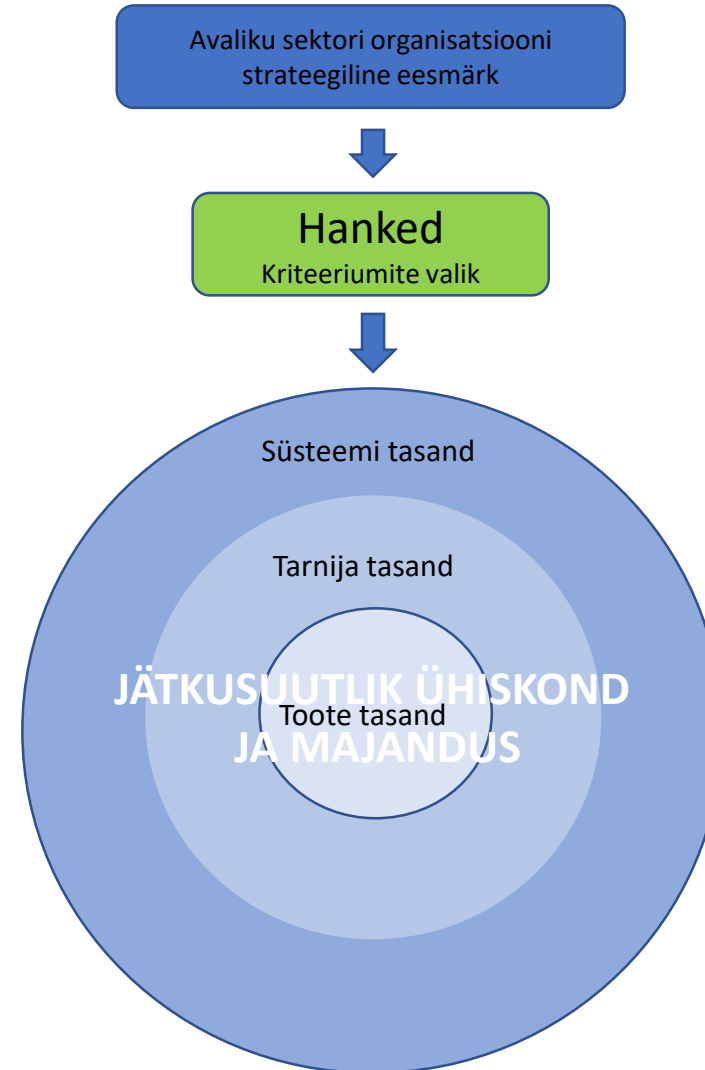 Avaliku sektori organisatsiooni
strateegiline eesmärk
Hanked
Kriteeriumite valik
Süsteemi tasand
Tarnija tasand
JÄTKUSUUTLIK ÜHISKOND
Toote tasand
JA MAJANDUS